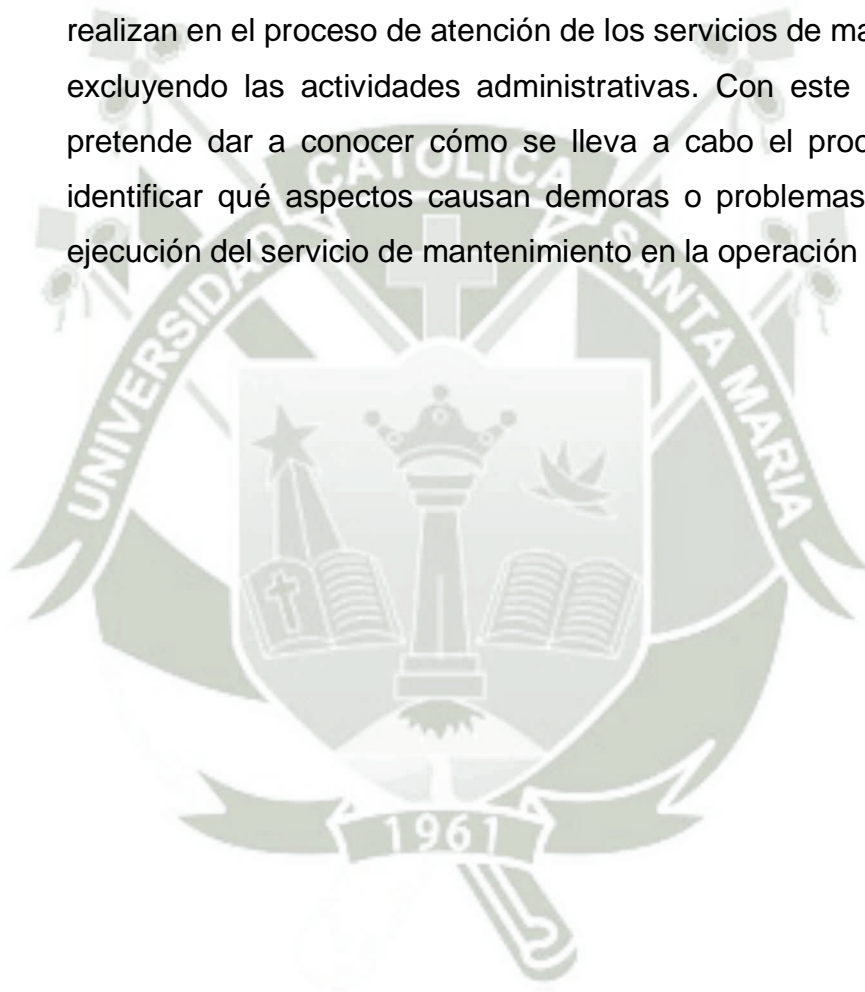 realizan en el proceso de atención de los servicios de
excluyendo las actividades administrativas. Con este
pretende dar a conocer cómo se lleva a cabo el
identificar qué aspectos causan demoras o problemas
ejecución del servicio de mantenimiento en la operación
UNIVERSIDAD CATOLICA SANTA MARIA
1961